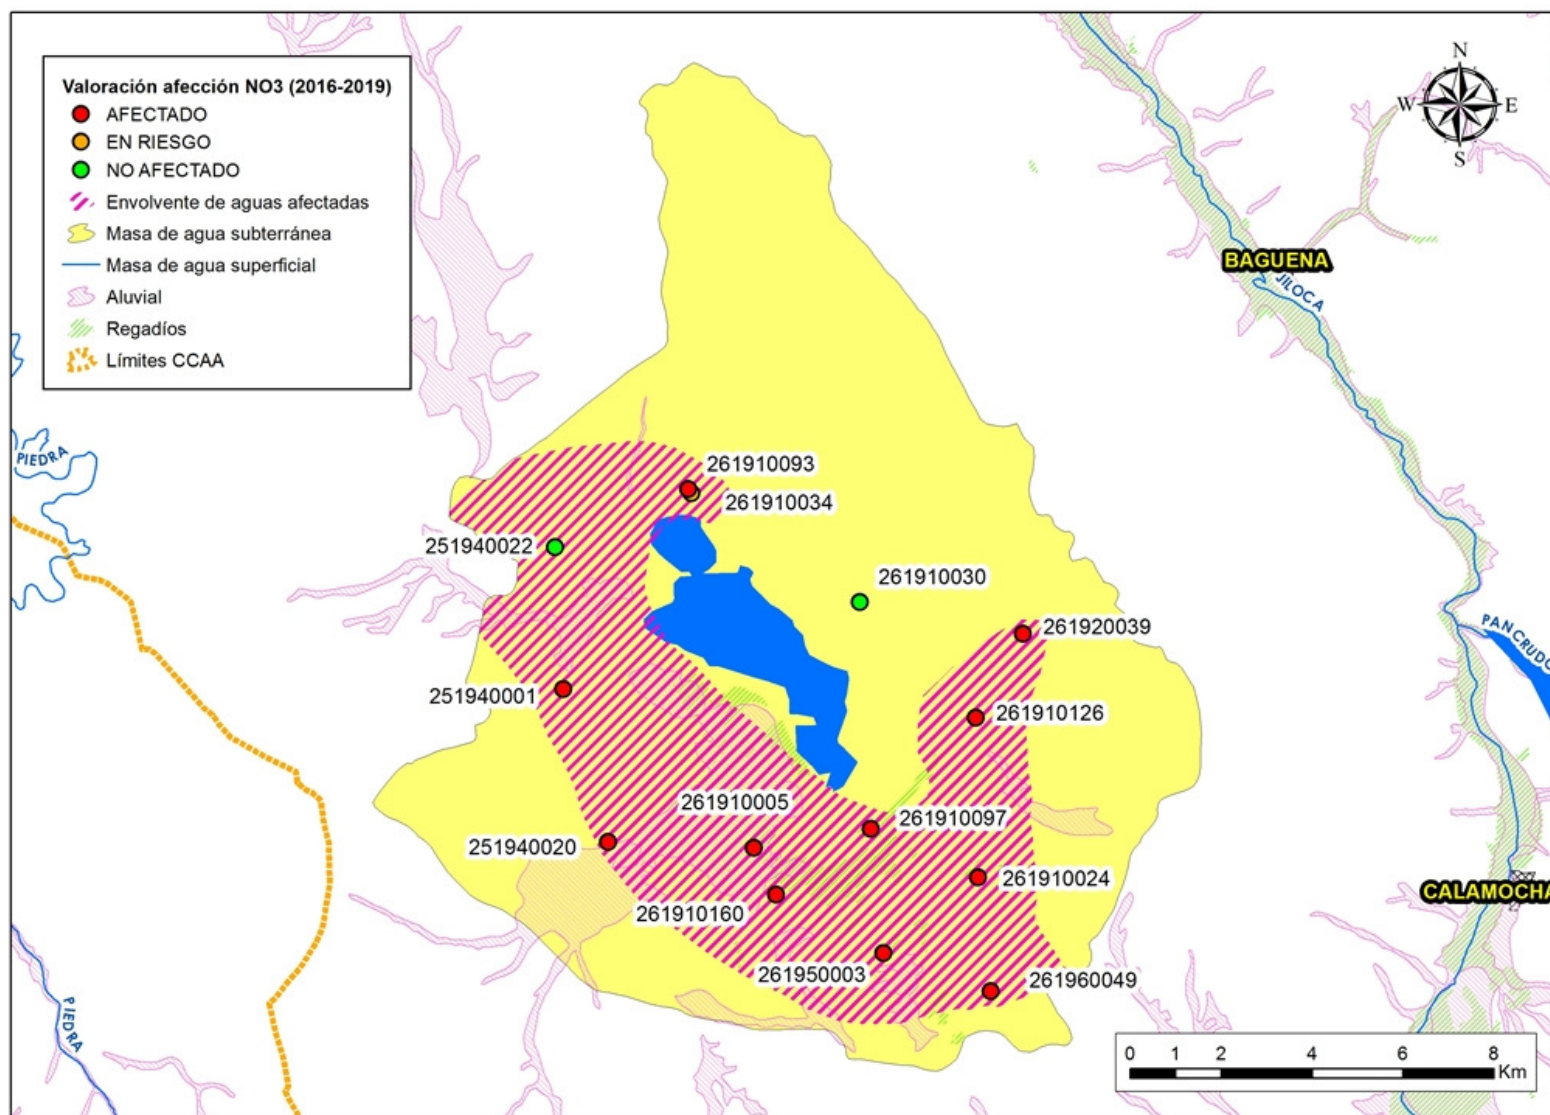 Valoración afección NO3 (2016-2019)
AFECTADO
EN RIESGO
NO AFECTADO
Envolvente de aguas afectadas
Masa de agua subterránea
Masa de agua superficial
Aluvial
Regadíos
Límites CCAA
N
W
E
S
BAGUENA
JILOCA
PIEDRA
261910093
261910034
251940022
261910030
261920039
PANCRUDO
251940001
261910126
261910005
261910097
251940020
261910024
CALAMOCHA
261910160
261950003
261960049
PIEDRA
0 1 2 4 6 8
Km